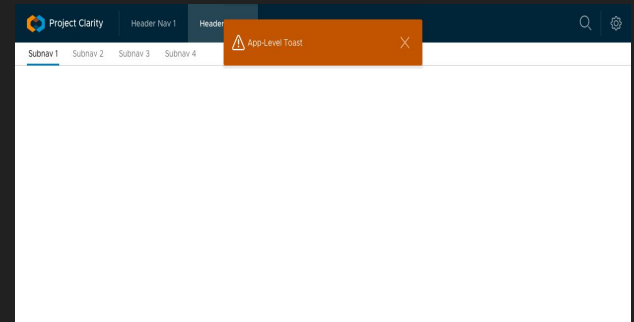 Project Clarity
Header Nav 1
Header
App-Level Toast
Subnav 1
Subnav 2
Subnav 3
Subnav 4